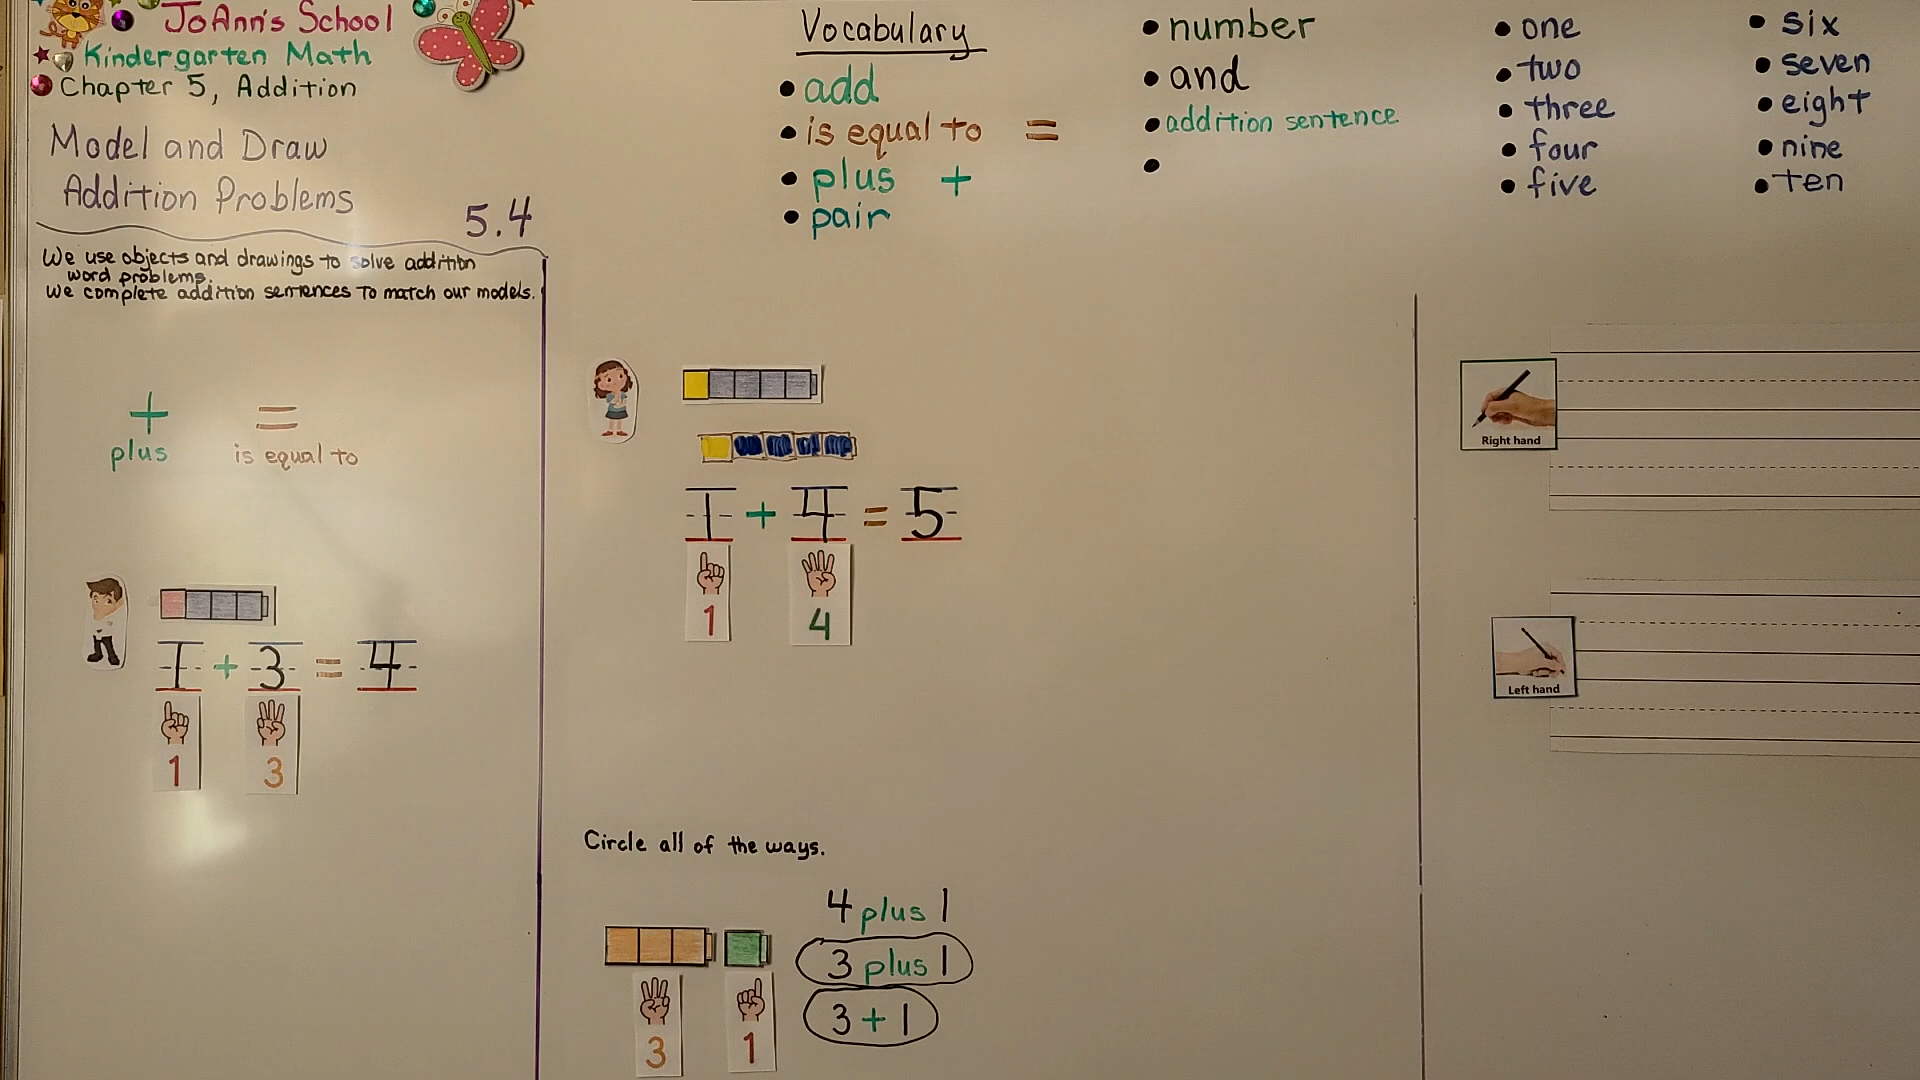 JoAnn's School
Kindergarten Math
Chapter 5, Addition
Model and Draw
Addition Problems
5.4
We use objects and drawings to solve addition
word problems.
We complete addition sentences to match our models.
+ =
plus is equal to
1 + 3 = 4
1 3
Vocabulary
• add
• is equal to =
• plus +
• pair
• number
• and
• addition sentence
•
• one
• two
• three
• four
• five
• six
• seven
• eight
• nine
• ten
1 + 4 = 5
1 4
Circle all of the ways.
4 plus 1
3 plus 1
3 + 1
3 1
Right hand
Left hand